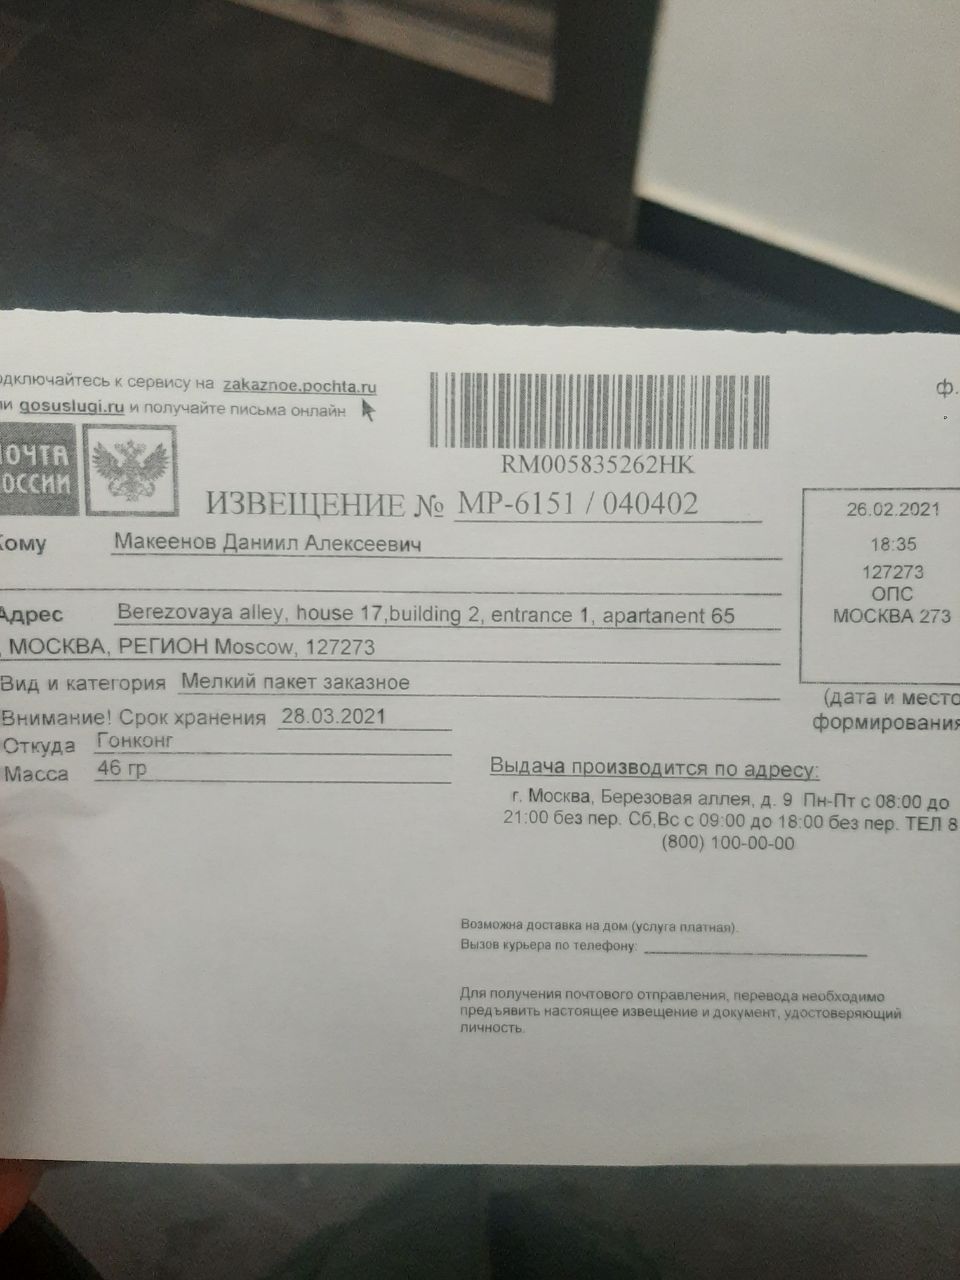 одключайтесь к сервису на zakaznoe.pochta.ru
ли gosuslugi.ru и получайте письма онлайн
ф.
RM005835262HK
ПОЧТА
РОССИИ
ИЗВЕЩЕНИЕ № МР-6151 / 040402
26.02.2021
18:35
127273
ОПС
МОСКВА 273
(дата и место
формирования
Кому Макеенов Даниил Алексеевич
Адрес Berezovaya alley, house 17,building 2, entrance 1, apartanent 65
, МОСКВА, РЕГИОН Moscow, 127273
Вид и категория Мелкий пакет заказное
Внимание! Срок хранения 28.03.2021
Откуда Гонконг
Масса 46 гр
Выдача производится по адресу:
г. Москва, Березовая аллея, д. 9 Пн-Пт с 08:00 до
21:00 без пер. Сб,Вс с 09:00 до 18:00 без пер. ТЕЛ 8
(800) 100-00-00
Возможна доставка на дом (услуга платная).
Вызов курьера по телефону:
Для получения почтового отправления, перевода необходимо
предъявить настоящее извещение и документ, удостоверяющий
личность.